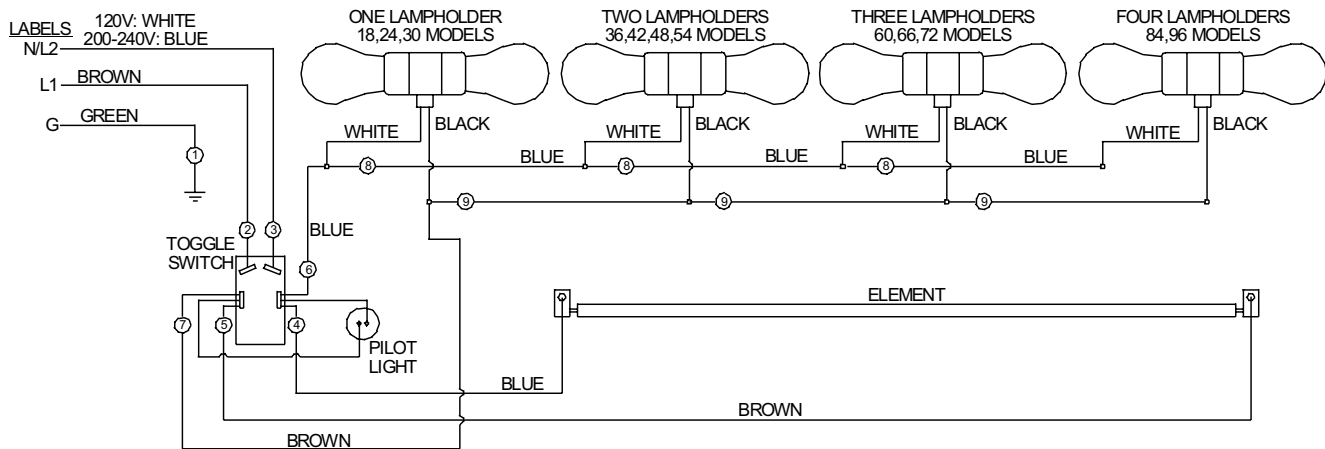 LABELS
120V: WHITE
200-240V: BLUE
N/L2
L1
BROWN
G
GREEN
1
2
3
TOGGLE
SWITCH
7
5
4
6
BLUE
PILOT
LIGHT
ONE LAMPHOLDER
18,24,30 MODELS
WHITE
BLACK
8
BLUE
9
TWO LAMPHOLDERS
36,42,48,54 MODELS
WHITE
BLACK
8
BLUE
9
THREE LAMPHOLDERS
60,66,72 MODELS
WHITE
BLACK
8
BLUE
9
FOUR LAMPHOLDERS
84,96 MODELS
WHITE
BLACK
ELEMENT
BLUE
BROWN
BROWN